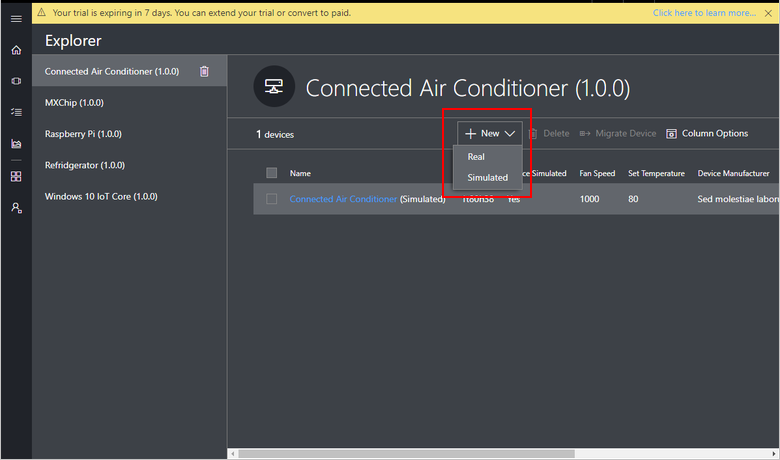 Your trial is expiring in 7 days. You can extend your trial or convert to paid.
Click here to learn more...
Explorer
Connected Air Conditioner (1.0.0)
MXChip (1.0.0)
Raspberry Pi (1.0.0)
Refridgerator (1.0.0)
Windows 10 IoT Core (1.0.0)
Connected Air Conditioner (1.0.0)
1 devices
New
Delete
Migrate Device
Column Options
Real
Simulated
Name
Simulated
Fan Speed
Set Temperature
Device Manufacturer
Connected Air Conditioner (Simulated)
Yes
1000
80
Sed molestiae labor